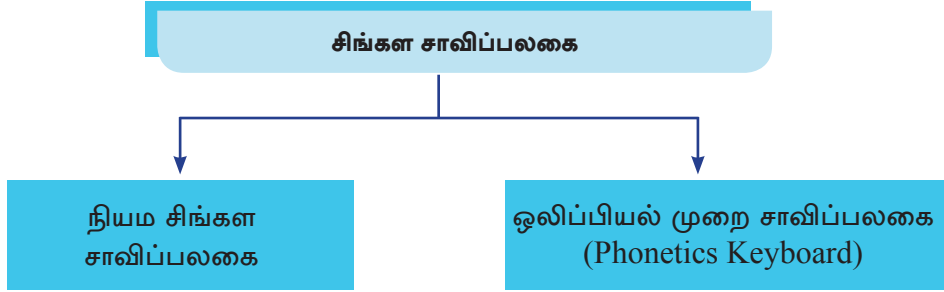 சிங்கள சாவிப்பலகை
நியம சிங்கள
சாவிப்பலகை
ஒலிப்பியல் முறை சாவிப்பலகை
(Phonetics Keyboard)